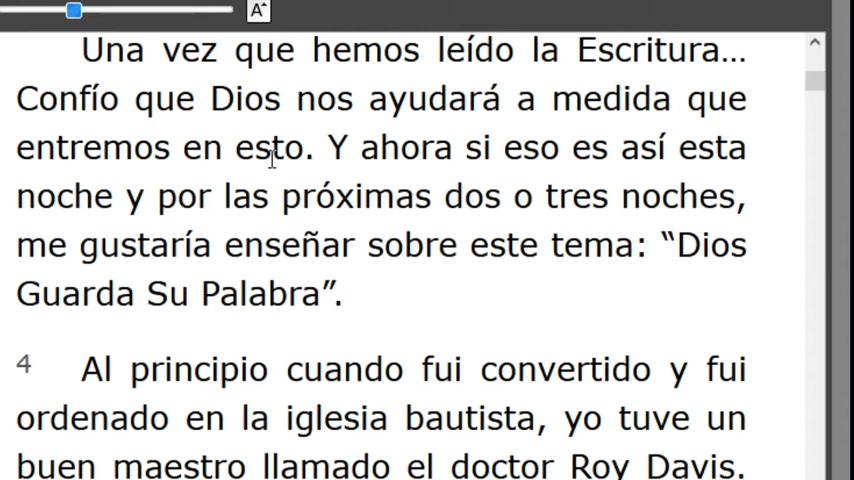 A
Una vez que hemos leído la Escritura...
Confío que Dios nos ayudará a medida que
entremos en esto. Y ahora si eso es así esta
noche y por las próximas dos o tres noches,
me gustaría enseñar sobre este tema: “Dios
Guarda Su Palabra”.
4 Al principio cuando fui convertido y fui
ordenado en la iglesia bautista, yo tuve un
buen maestro llamado el doctor Roy Davis.